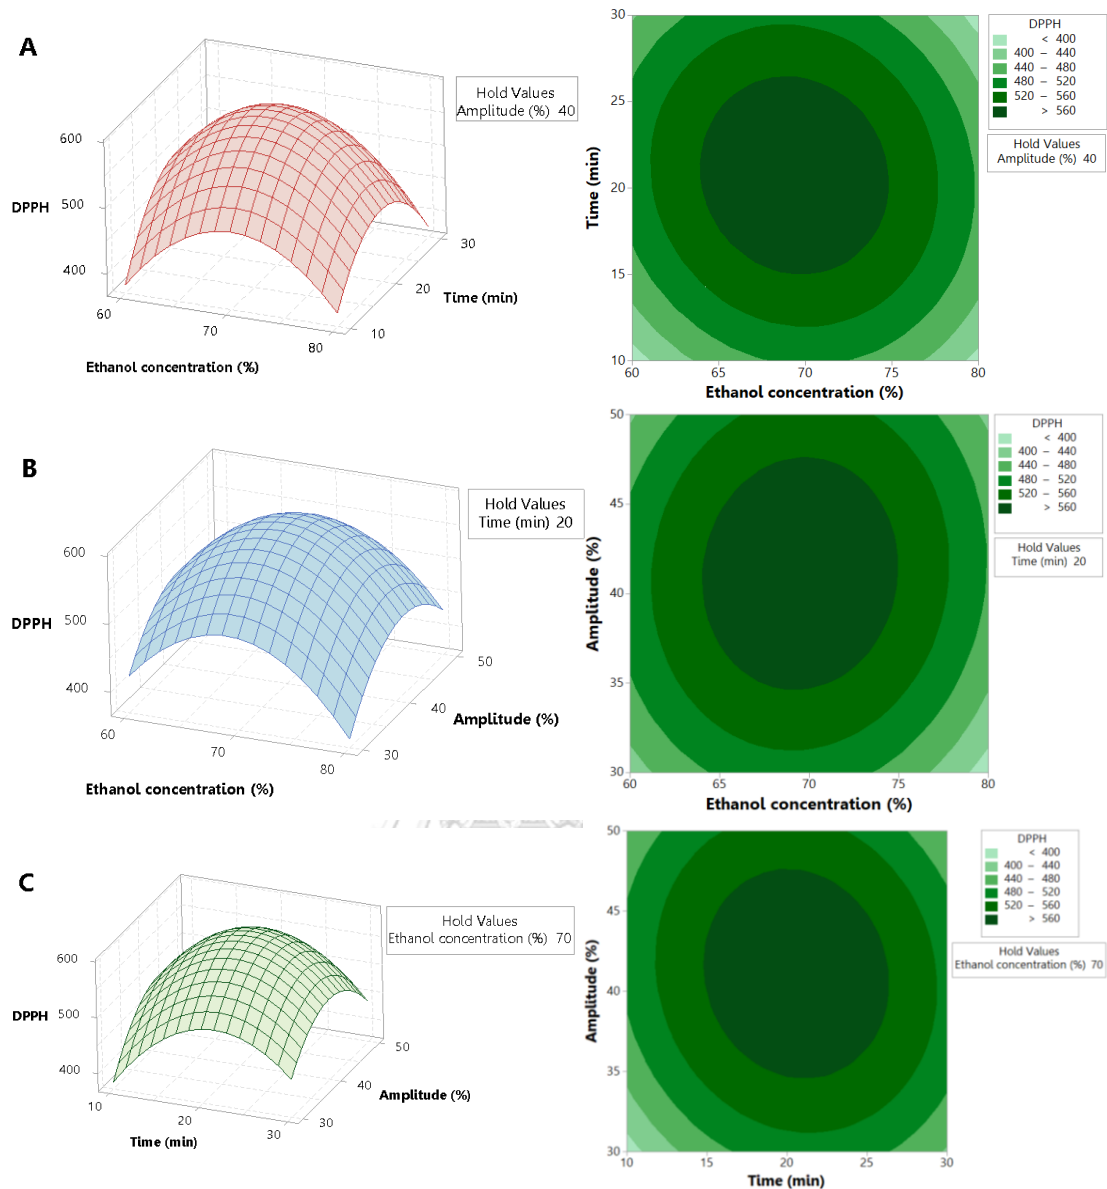 A
Hold Values
Amplitude (%) 40
600
500
400
DPPH
60
70
80
10
20
30
Time (min)
Ethanol concentration (%)
30
25
20
15
10
Time (min)
60
65
70
75
80
Ethanol concentration (%)
DPPH
< 400
400 – 440
440 – 480
480 – 520
520 – 560
> 560
Hold Values
Amplitude (%) 40
B
Hold Values
Time (min) 20
600
500
400
DPPH
60
70
80
30
40
50
Amplitude (%)
Ethanol concentration (%)
50
45
40
35
30
Amplitude (%)
60
65
70
75
80
Ethanol concentration (%)
DPPH
< 400
400 – 440
440 – 480
480 – 520
520 – 560
> 560
Hold Values
Time (min) 20
C
Hold Values
Ethanol concentration (%) 70
600
500
400
DPPH
10
20
30
30
40
50
Amplitude (%)
Time (min)
50
45
40
35
30
Amplitude (%)
10
15
20
25
30
Time (min)
DPPH
< 400
400 – 440
440 – 480
480 – 520
520 – 560
> 560
Hold Values
Ethanol concentration (%) 70